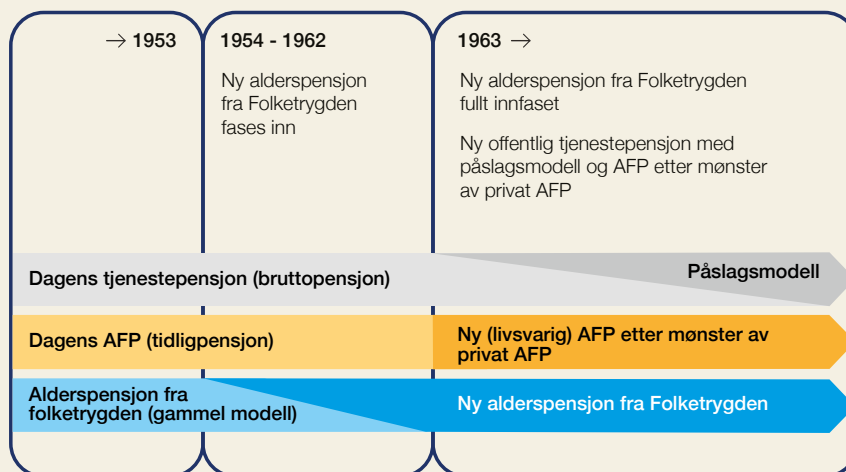 → 1953
1954 - 1962
Ny alderspensjon
fra Folketrygden
fases inn
1963 →
Ny alderspensjon fra Folketrygden
fullt innfaset
Ny offentlig tjenestepensjon med
påslagsmodell og AFP etter mønster
av privat AFP
Dagens tjenestepensjon (bruttopensjon)
Påslagsmodell
Dagens AFP (tidligpensjon)
Ny (livsvarig) AFP etter mønster av
privat AFP
Alderspensjon fra
folketrygden (gammel modell)
Ny alderspensjon fra Folketrygden